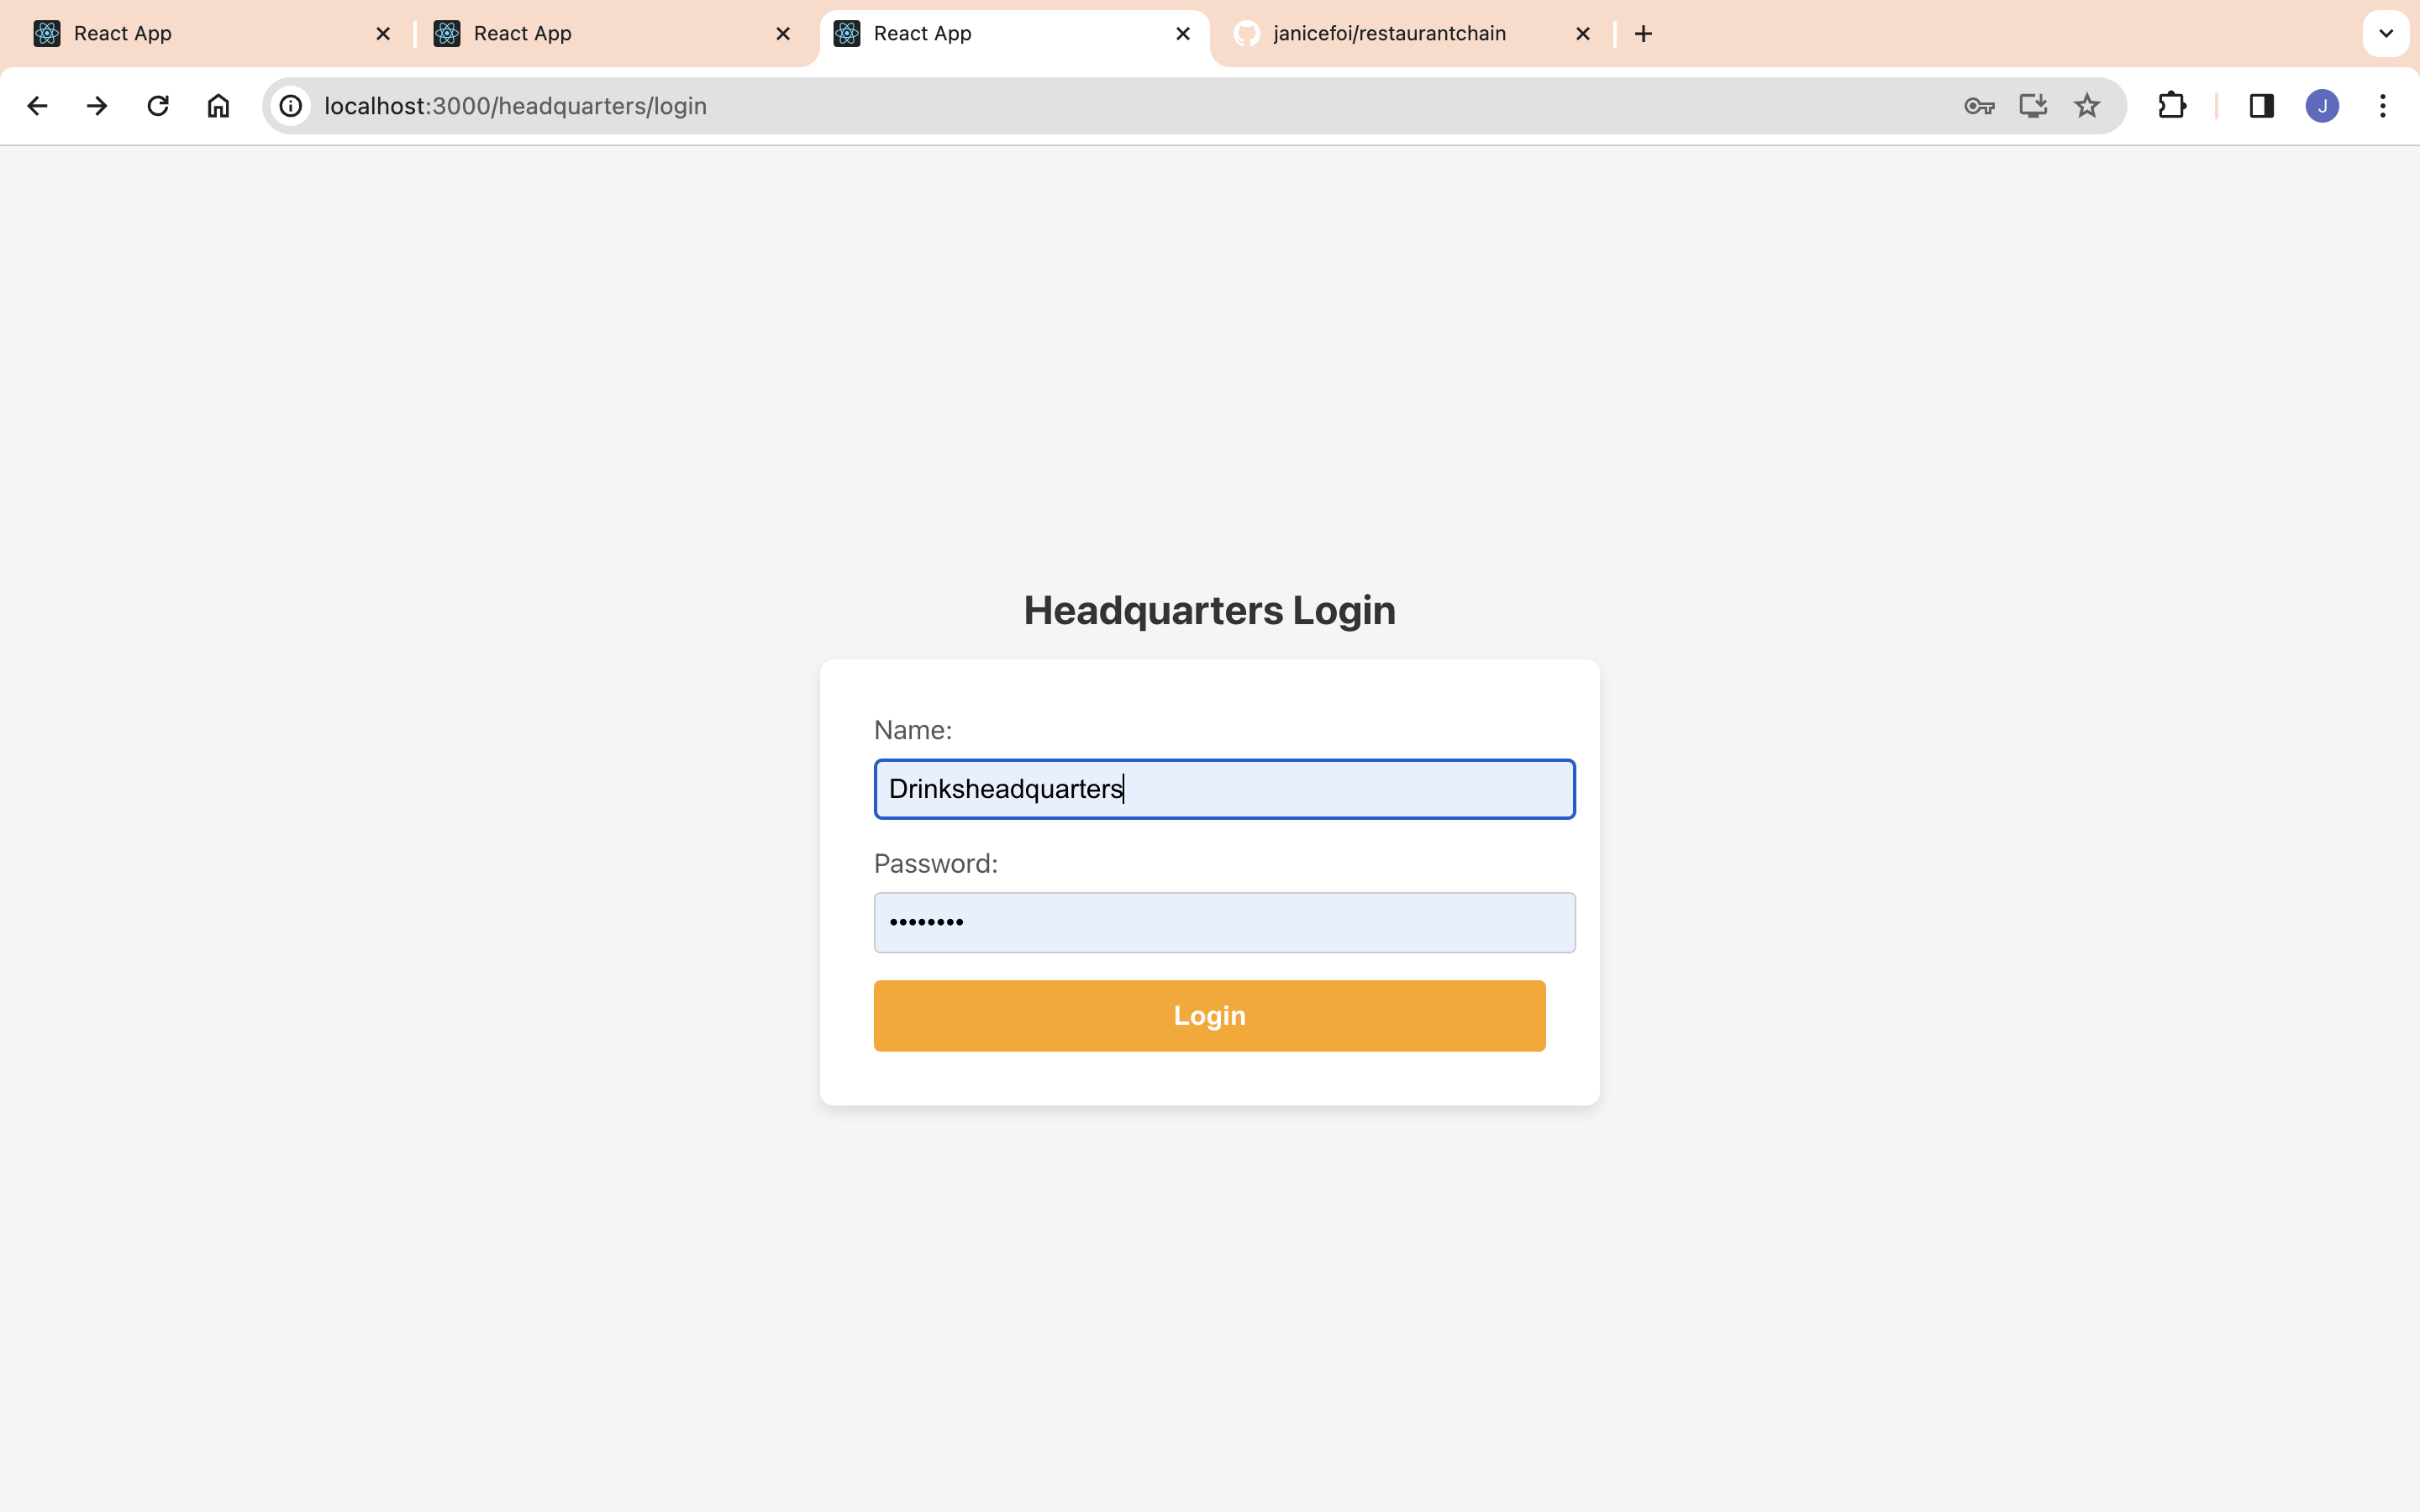 React App
React App
React App
janicefoi/restaurantchain
localhost:3000/headquarters/login
J
Headquarters Login
Name:
Drinksheadquarters
Password:
••••••••
Login